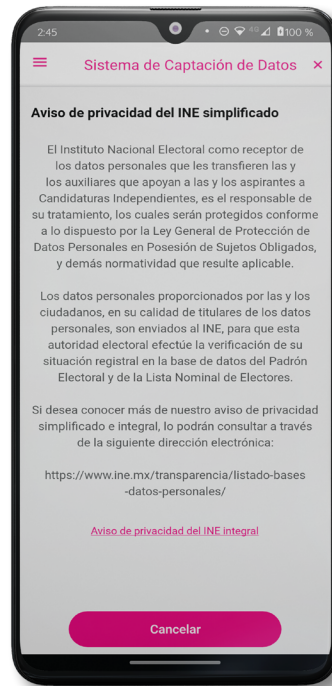 2:45
4G
100 %
Sistema de Captación de Datos ×
Aviso de privacidad del INE simplificado
El Instituto Nacional Electoral como receptor de
los datos personales que les transfieren las y
los auxiliares que apoyan a las y los aspirantes a
Candidaturas Independientes, es el responsable de
su tratamiento, los cuales serán protegidos conforme
a lo dispuesto por la Ley General de Protección de
Datos Personales en Posesión de Sujetos Obligados,
y demás normatividad que resulte aplicable.
Los datos personales proporcionados por las y los
ciudadanos, en su calidad de titulares de los datos
personales, son enviados al INE, para que esta
autoridad electoral efectúe la verificación de su
situación registral en la base de datos del Padrón
Electoral y de la Lista Nominal de Electores.
Si desea conocer más de nuestro aviso de privacidad
simplificado e integral, lo podrán consultar a través
de la siguiente dirección electrónica:
https://www.ine.mx/transparencia/listado-bases
-datos-personales/
Aviso de privacidad del INE integral
Cancelar